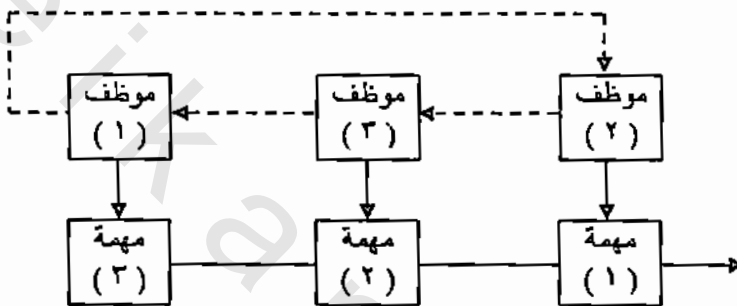 موظف
( ٢ )
موظف
( ٣ )
موظف
( ١ )
مهمة
( ١ )
مهمة
( ٢ )
مهمة
( ٣ )